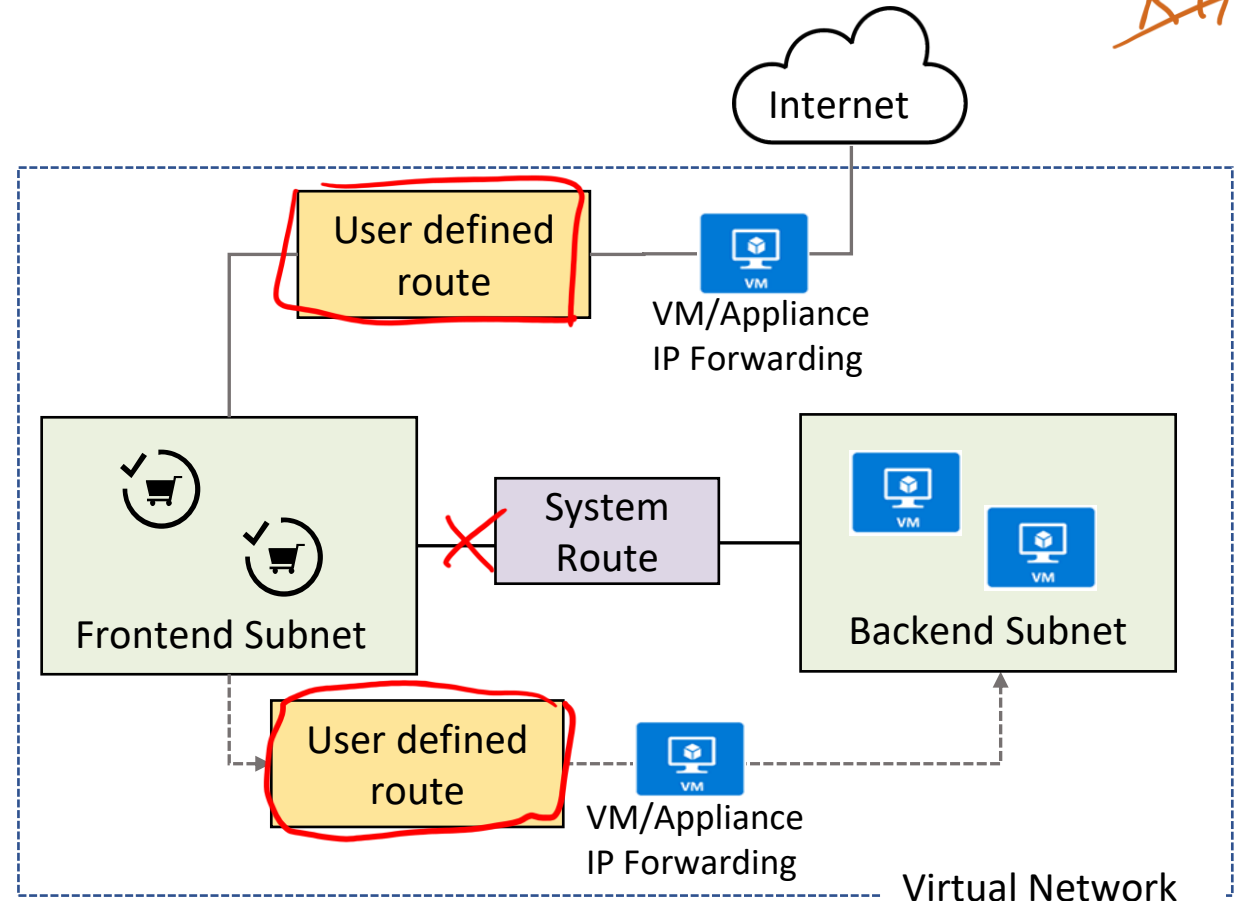 Internet
User defined
route
VM
VM/Appliance
IP Forwarding
System
Route
VM
VM
Frontend Subnet
Backend Subnet
User defined
route
VM
VM/Appliance
IP Forwarding
Virtual Network